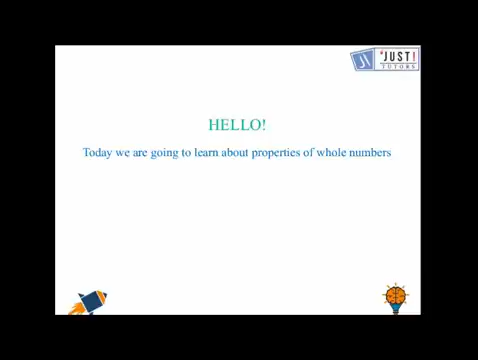 'JUST!
TUTORS
HELLO!
Today we are going to learn about properties of whole numbers